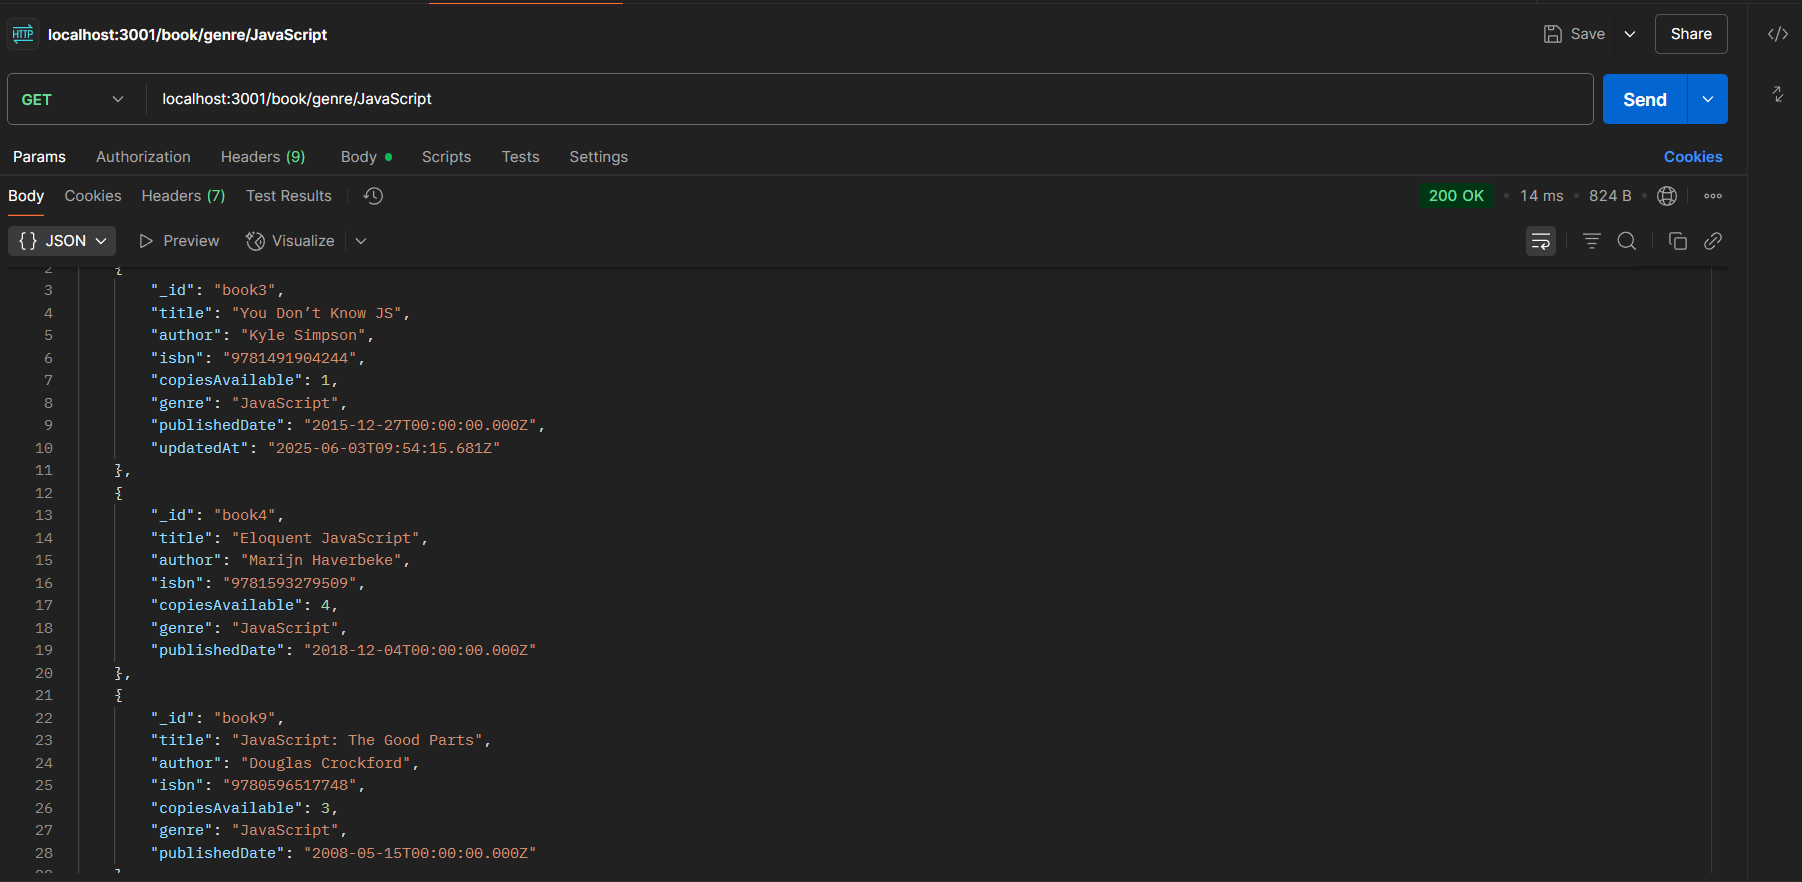 HTTP localhost:3001/book/genre/JavaScript Save Share
GET localhost:3001/book/genre/JavaScript Send
Params Authorization Headers (9) Body Scripts Tests Settings Cookies
Body Cookies Headers (7) Test Results 200 OK 14 ms 824 B
{} JSON Preview Visualize
2 {
3 "_id": "book3",
4 "title": "You Don’t Know JS",
5 "author": "Kyle Simpson",
6 "isbn": "9781491904244",
7 "copiesAvailable": 1,
8 "genre": "JavaScript",
9 "publishedDate": "2015-12-27T00:00:00.000Z",
10 "updatedAt": "2025-06-03T09:54:15.681Z"
11 },
12 {
13 "_id": "book4",
14 "title": "Eloquent JavaScript",
15 "author": "Marijn Haverbeke",
16 "isbn": "9781593279509",
17 "copiesAvailable": 4,
18 "genre": "JavaScript",
19 "publishedDate": "2018-12-04T00:00:00.000Z"
20 },
21 {
22 "_id": "book9",
23 "title": "JavaScript: The Good Parts",
24 "author": "Douglas Crockford",
25 "isbn": "9780596517748",
26 "copiesAvailable": 3,
27 "genre": "JavaScript",
28 "publishedDate": "2008-05-15T00:00:00.000Z"